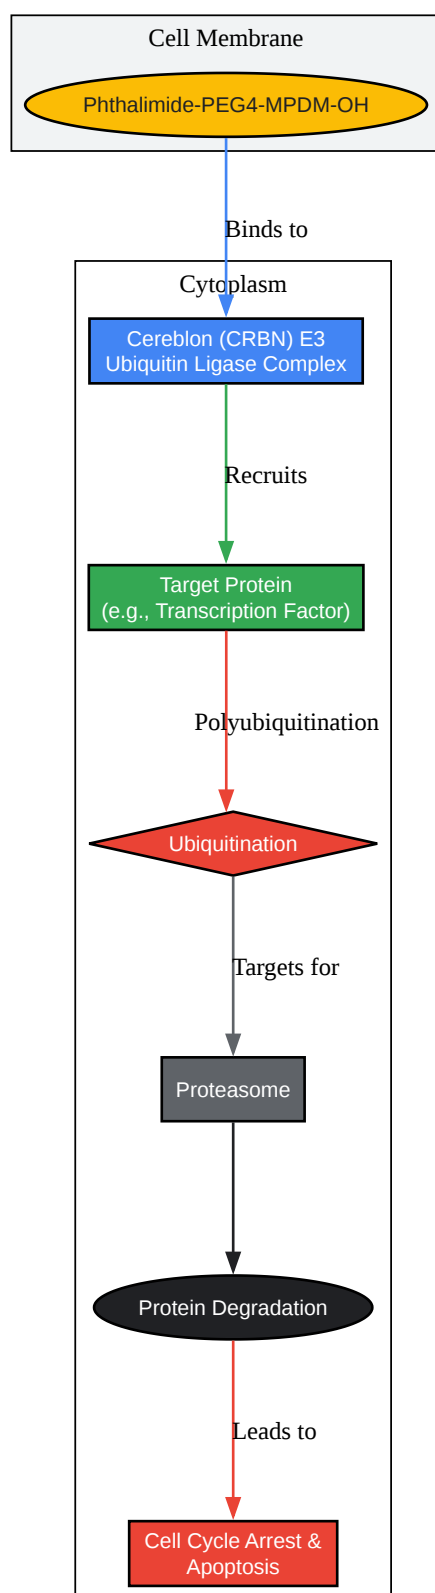 Cell Membrane
Phthalimide-PEG4-MPDM-OH
Binds to
Cytoplasm
Cereblon (CRBN) E3
Ubiquitin Ligase Complex
Recruits
Target Protein
(e.g., Transcription Factor)
Polyubiquitination
Ubiquitination
Targets for
Proteasome
Protein Degradation
Leads to
Cell Cycle Arrest &
Apoptosis